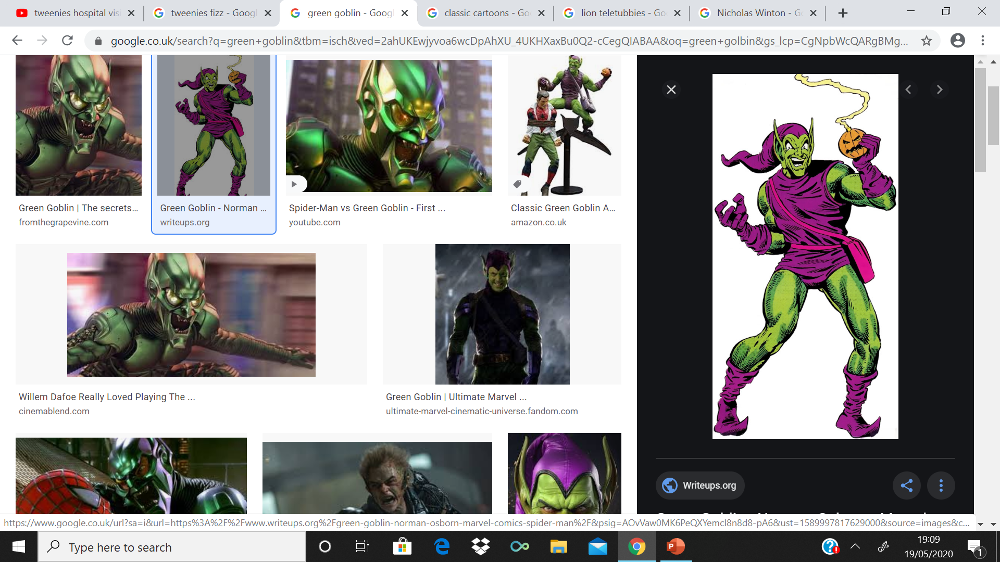 tweenies hospital visi
tweenies fizz - Googl
green goblin - Googl
classic cartoons - Go
lion teletubbies - Go
Nicholas Winton - Go
google.co.uk/search?q=green+goblin&tbm=isch&ved=2ahUKEwjyvoa6wcDpAhXU_4UKHXaxBu0Q2-cCegQIABAA&oq=green+golbin&gs_lcp=CgNpbWcQARgBMg...
Green Goblin | The secrets...
fromthegrapevine.com
Green Goblin - Norman ...
writeups.org
Spider-Man vs Green Goblin - First ...
youtube.com
Classic Green Goblin A...
amazon.co.uk
Willem Dafoe Really Loved Playing The ...
cinemablend.com
Green Goblin | Ultimate Marvel ...
ultimate-marvel-cinematic-universe.fandom.com
Writeups.org
https://www.google.co.uk/url?sa=i&url=https%3A%2F%2Fwww.writeups.org%2Fgreen-goblin-norman-osborn-marvel-comics-spider-man%2F&psig=AOvVaw0MK6PeQXYemcI8n8d8-pA6&ust=1589997817629000&source=images&c...
Type here to search
19:09
19/05/2020
1